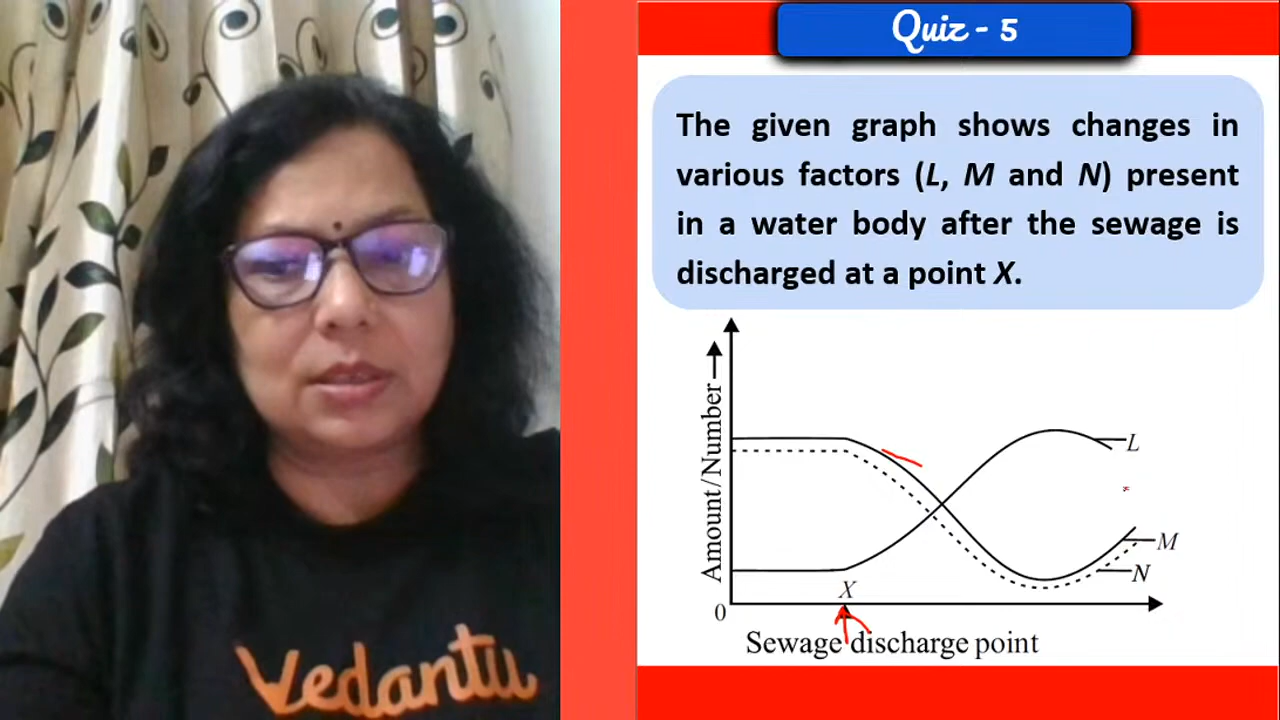 Quiz - 5
The given graph shows changes in
various factors (L, M and N) present
in a water body after the sewage is
discharged at a point X.
Amount/Number
L
M
N
X
0
Sewage discharge point
Vedantu